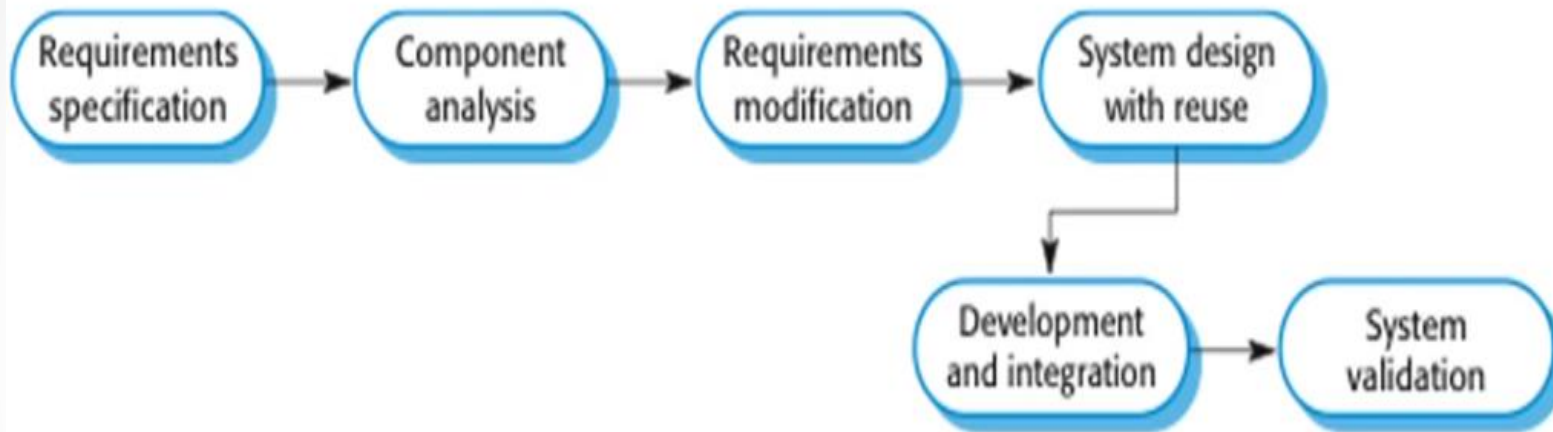 Requirements
specification
Component
analysis
Requirements
modification
System design
with reuse
Development
and integration
System
validation